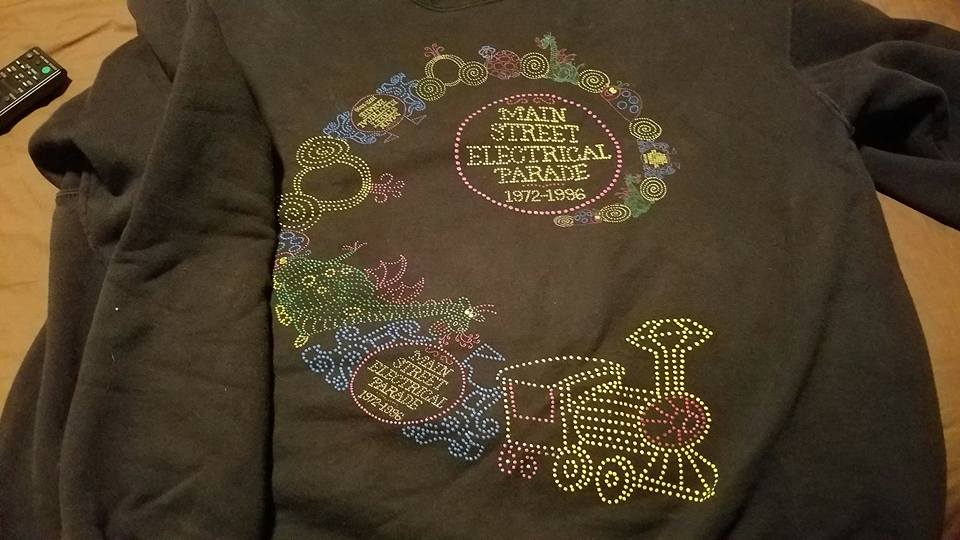 MAIN
STREET
ELECTRICAL
PARADE
1972-1996
MAIN
STREET
ELECTRICAL
PARADE
1972-1996